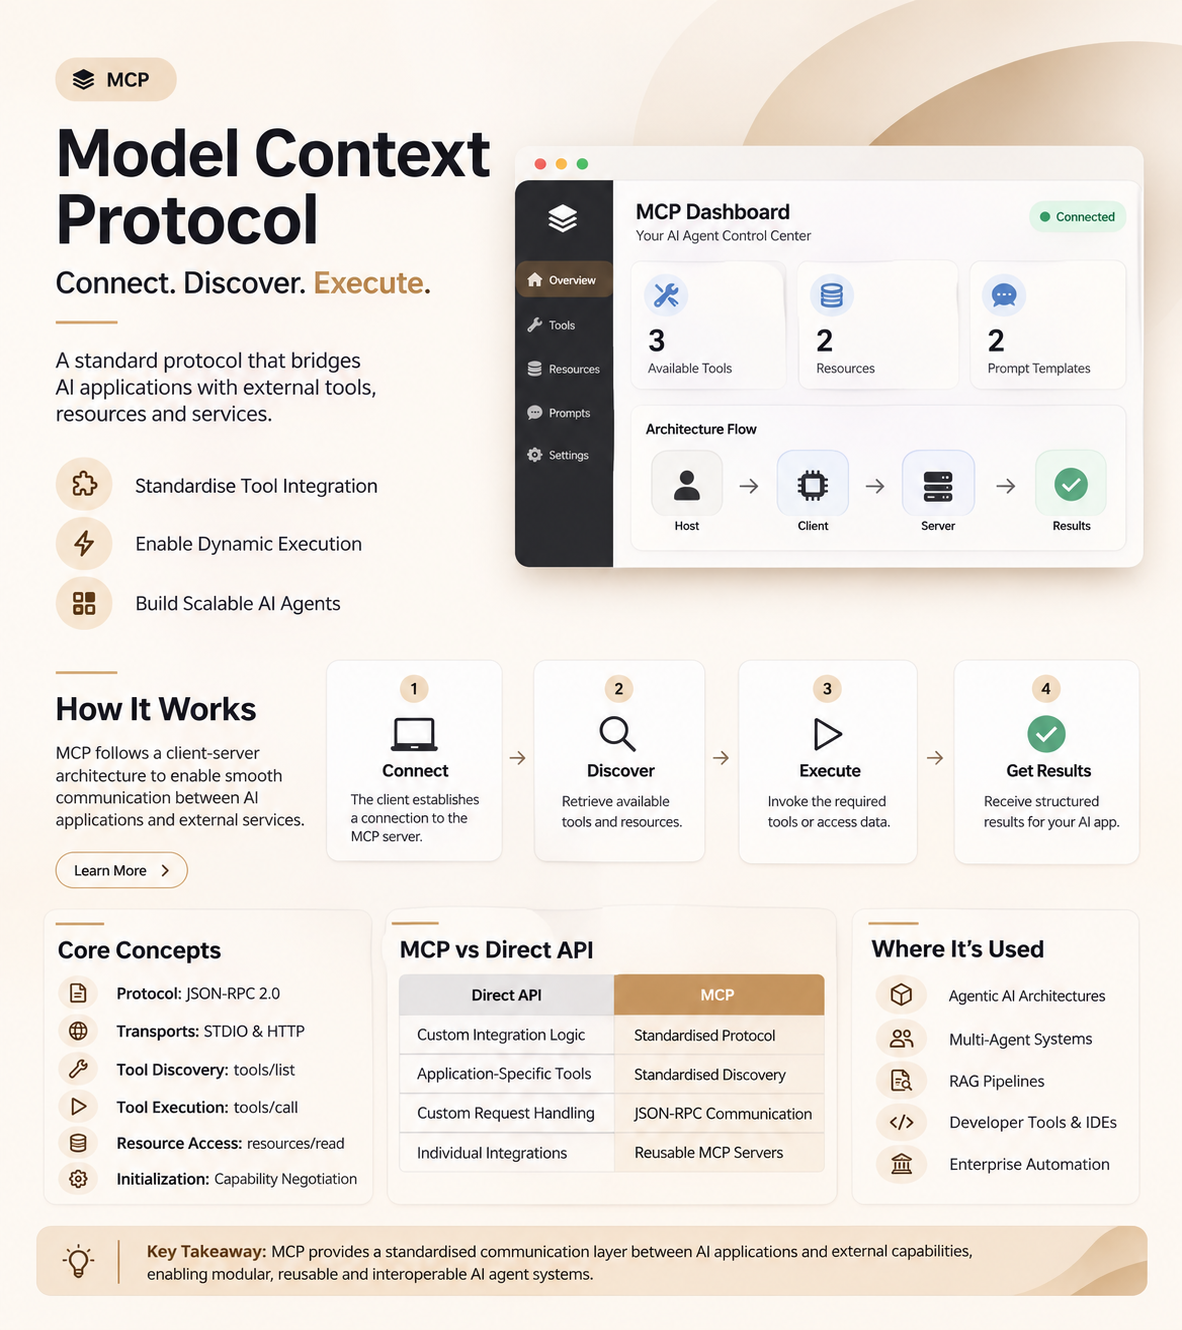 MCP
Model Context
Protocol
Connect. Discover. Execute.
A standard protocol that bridges
AI applications with external tools,
resources and services.
Standardise Tool Integration
Enable Dynamic Execution
Build Scalable AI Agents
MCP Dashboard
Your AI Agent Control Center
Connected
Overview
Tools
Resources
Prompts
Settings
3
Available Tools
2
Resources
2
Prompt Templates
Architecture Flow
Host
Client
Server
Results
How It Works
MCP follows a client-server
architecture to enable smooth
communication between AI
applications and external services.
Learn More
1
Connect
The client establishes
a connection to the
MCP server.
2
Discover
Retrieve available
tools and resources.
3
Execute
Invoke the required
tools or access data.
4
Get Results
Receive structured
results for your AI app.
Core Concepts
Protocol: JSON-RPC 2.0
Transports: STDIO & HTTP
Tool Discovery: tools/list
Tool Execution: tools/call
Resource Access: resources/read
Initialization: Capability Negotiation
MCP vs Direct API
Direct API MCP
Custom Integration Logic Standardised Protocol
Application-Specific Tools Standardised Discovery
Custom Request Handling JSON-RPC Communication
Individual Integrations Reusable MCP Servers
Where It's Used
Agentic AI Architectures
Multi-Agent Systems
RAG Pipelines
Developer Tools & IDEs
Enterprise Automation
Key Takeaway: MCP provides a standardised communication layer between AI applications and external capabilities,
enabling modular, reusable and interoperable AI agent systems.